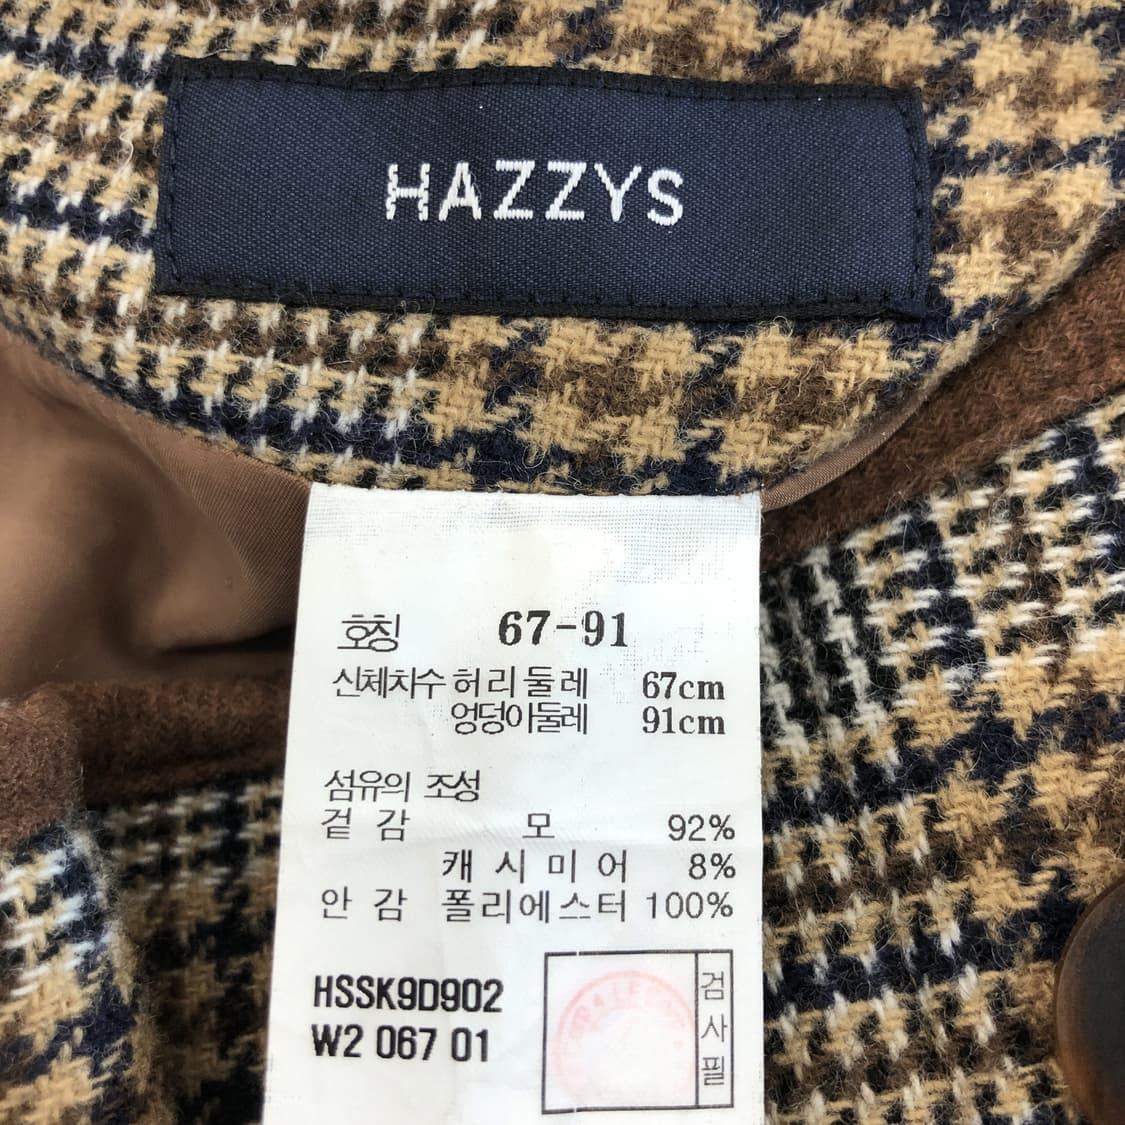 HAZZYS
호칭 67-91
신체치수 허리둘레 67cm
엉덩이둘레 91cm
섬유의 조성
겉감 모 92%
캐시미어 8%
안감 폴리에스터 100%
HSSK9D902
W2 067 01
검사필